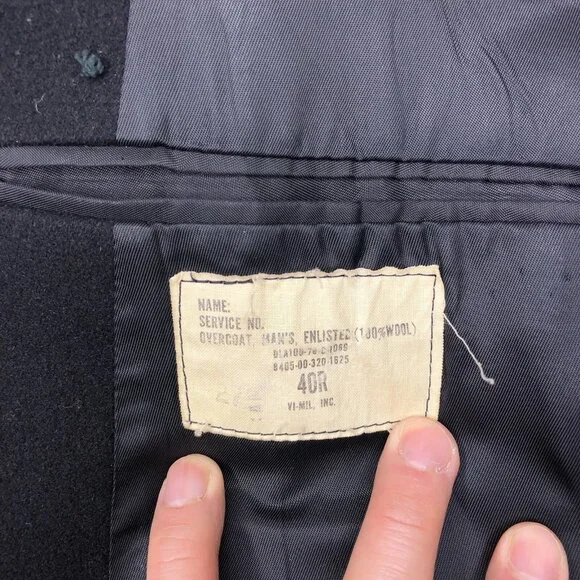 NAME:
SERVICE NO.
OVERCOAT, MAN'S, ENLISTED (100% WOOL)
8405-00-320-1625
40R
VI-MIL, INC.